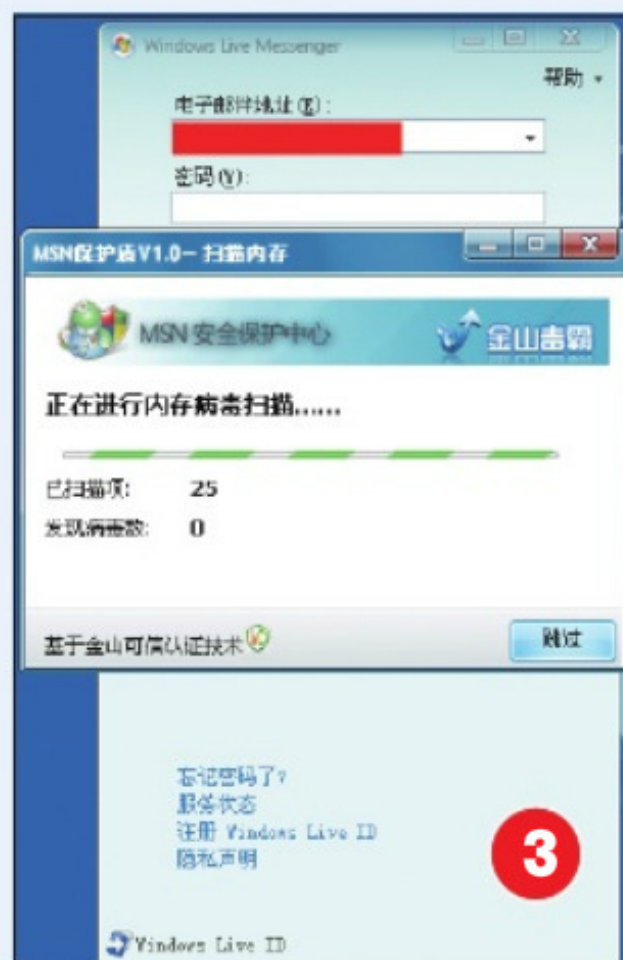 Windows Live Messenger
帮助
电子邮件地址(E):
密码(Y):
MSN保护盾V1.0- 扫描内存
MSN 安全保护中心
金山毒霸
正在进行内存病毒扫描......
已扫描项: 25
发现病毒数: 0
基于金山可信认证技术
跳过
忘记密码了?
服务状态
注册 Windows Live ID
隐私声明
3
Windows Live ID